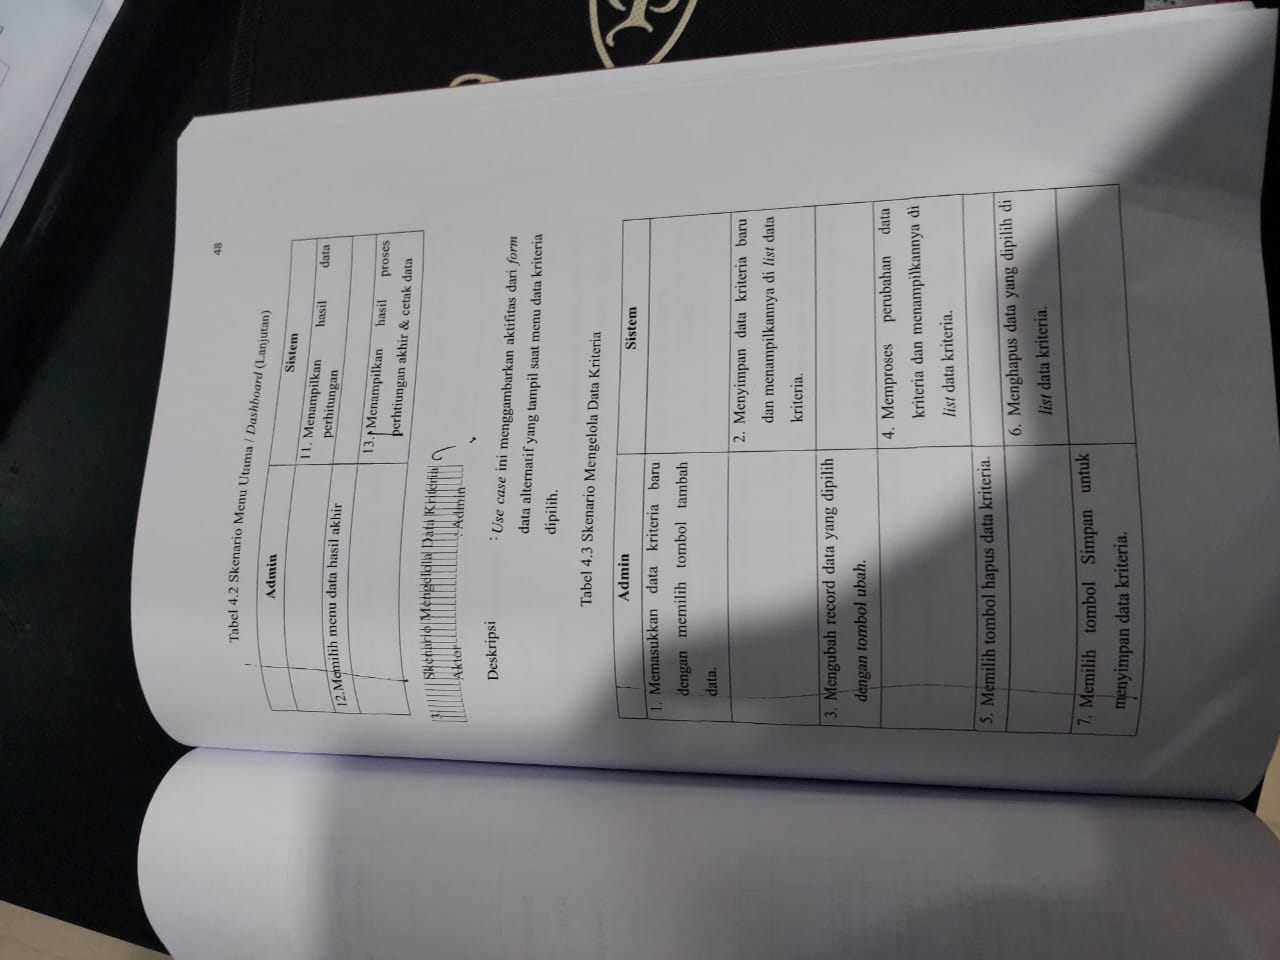 48
Tabel 4.2 Skenario Menu Utama / Dashboard (Lanjutan)
Admin
Sistem
11. Menampilkan hasil data
perhitungan
12.Memilih menu data hasil akhir
13. Menampilkan hasil proses
perhtiungan akhir & cetak data
3. Skenario Mengelola Data Kriteria
Aktor : Admin
Deskripsi : Use case ini menggambarkan aktifitas dari form
data alternatif yang tampil saat menu data kriteria
dipilih.
Tabel 4.3 Skenario Mengelola Data Kriteria
Admin
Sistem
1. Memasukkan data kriteria baru
dengan memilih tombol tambah
data.
2. Menyimpan data kriteria baru
dan menampilkannya di list data
kriteria.
3. Mengubah record data yang dipilih
dengan tombol ubah.
4. Memproses perubahan data
kriteria dan menampilkannya di
list data kriteria.
5. Memilih tombol hapus data kriteria.
6. Menghapus data yang dipilih di
list data kriteria.
7. Memilih tombol Simpan untuk
menyimpan data kriteria.